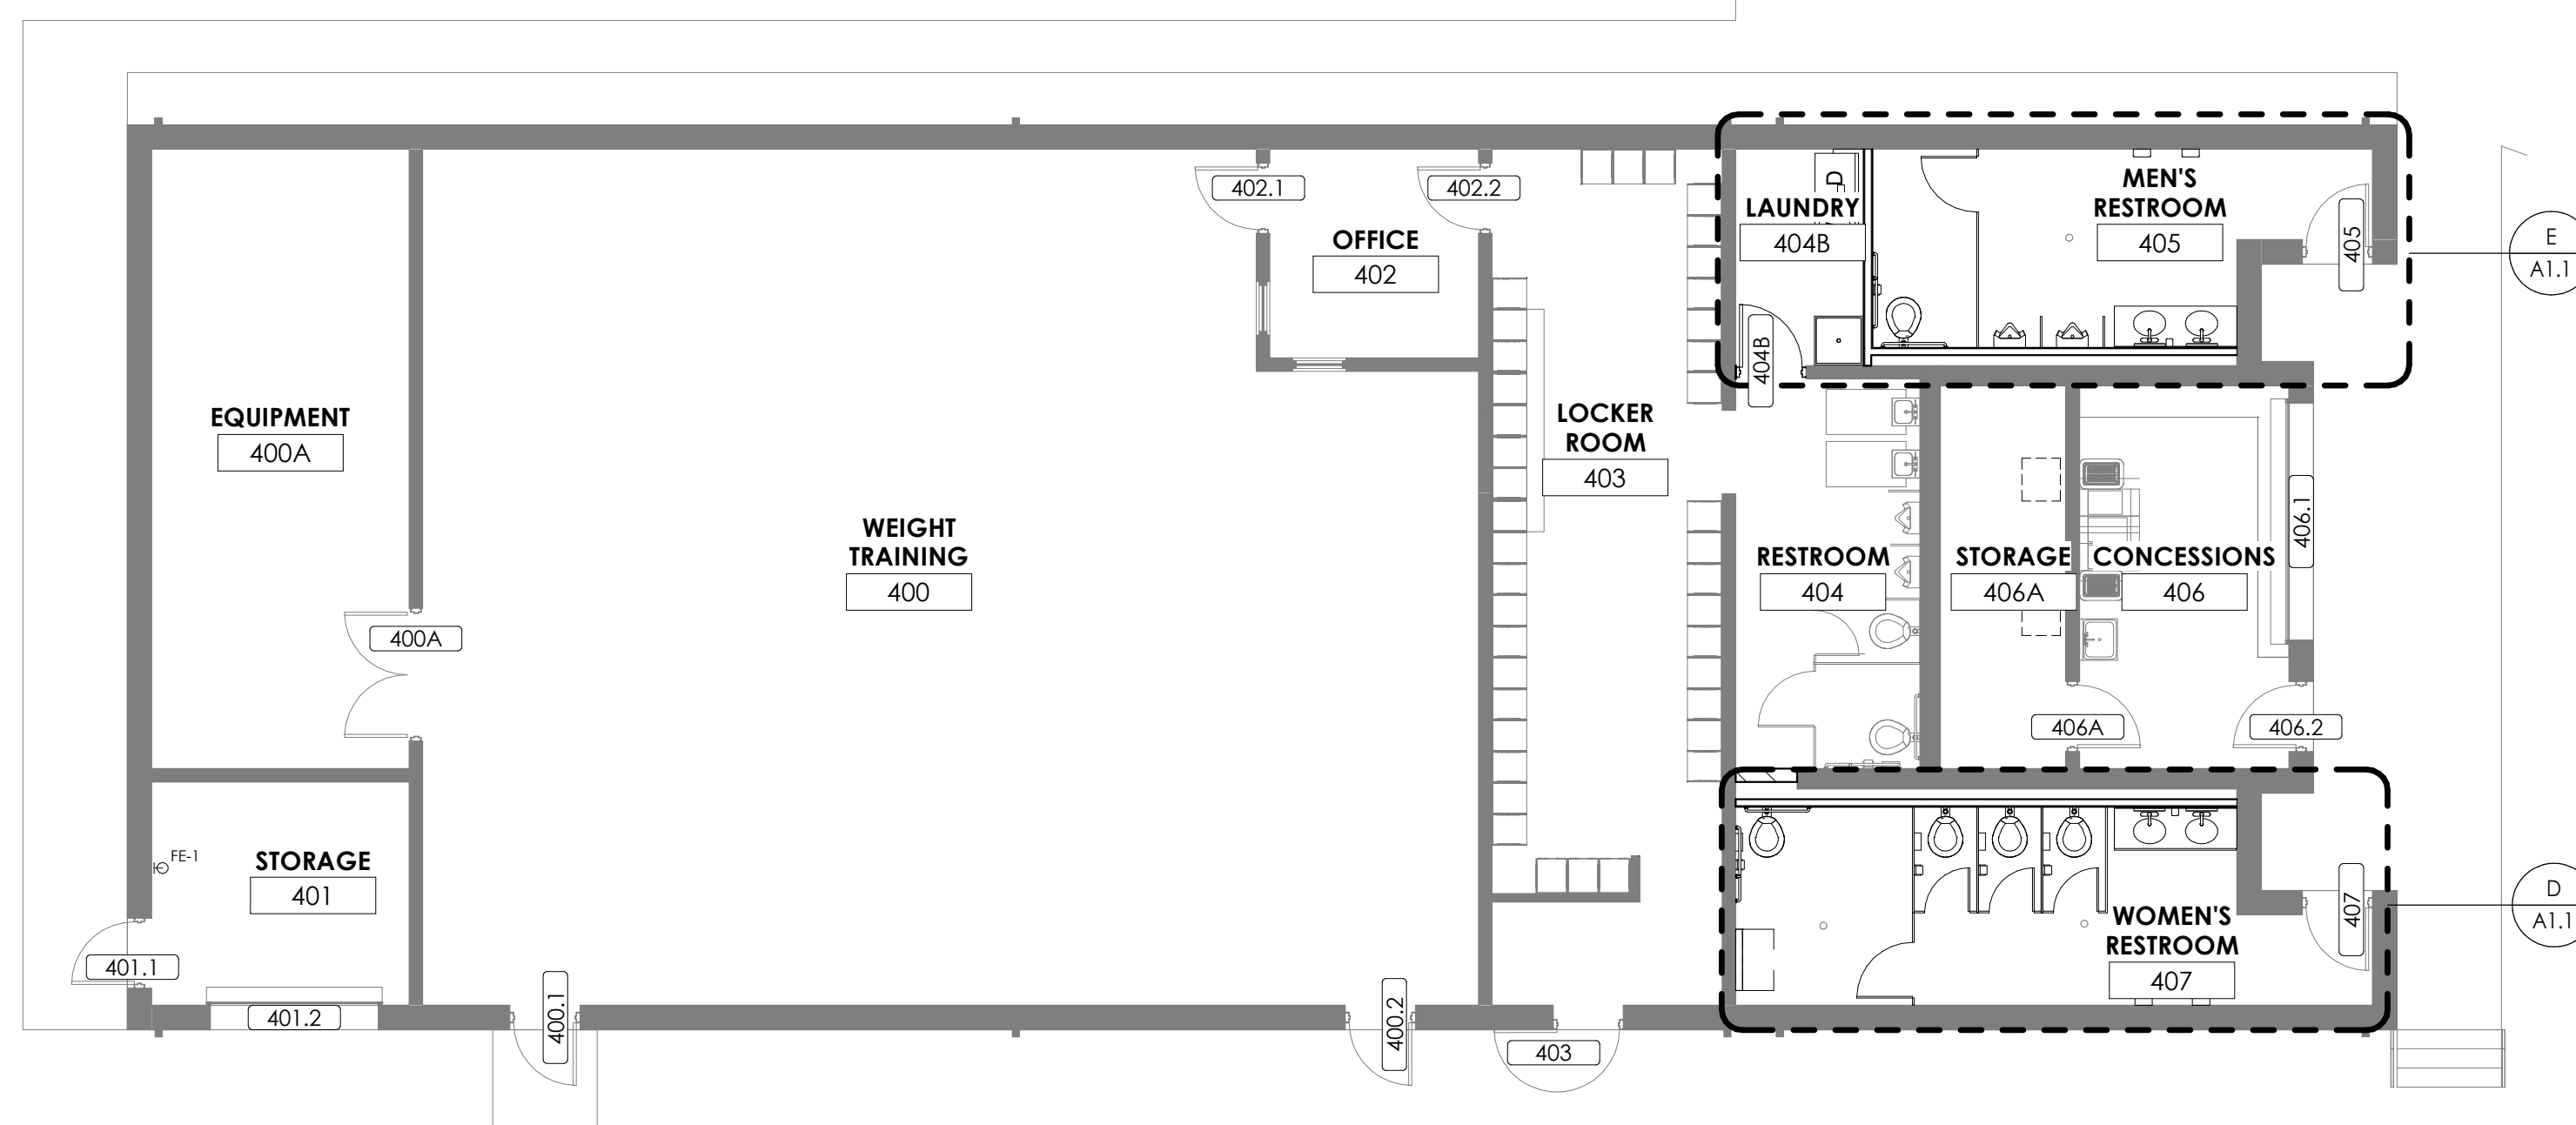 402.1
402.2
D
MEN'S
RESTROOM
405
405
LAUNDRY
404B
OFFICE
402
E
A1.1
404B
EQUIPMENT
400A
LOCKER
ROOM
403
WEIGHT
TRAINING
400
406.1
RESTROOM
404
STORAGE
406A
CONCESSIONS
406
400A
406A
406.2
FE-1
STORAGE
401
407
D
A1.1
WOMEN'S
RESTROOM
407
401.1
401.2
400.1
400.2
403